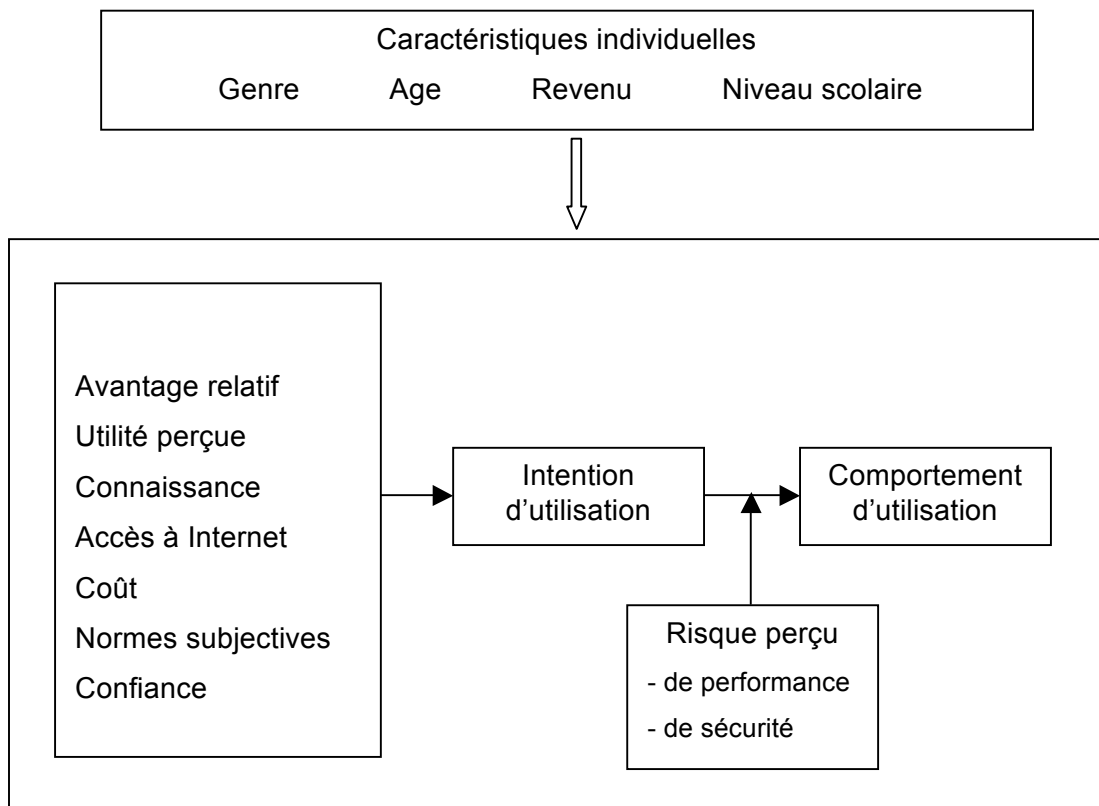 Caractéristiques individuelles
Genre Age Revenu Niveau scolaire
Avantage relatif
Utilité perçue
Connaissance
Accès à Internet
Coût
Normes subjectives
Confiance
Intention
d'utilisation
Comportement
d'utilisation
Risque perçu
- de performance
- de sécurité